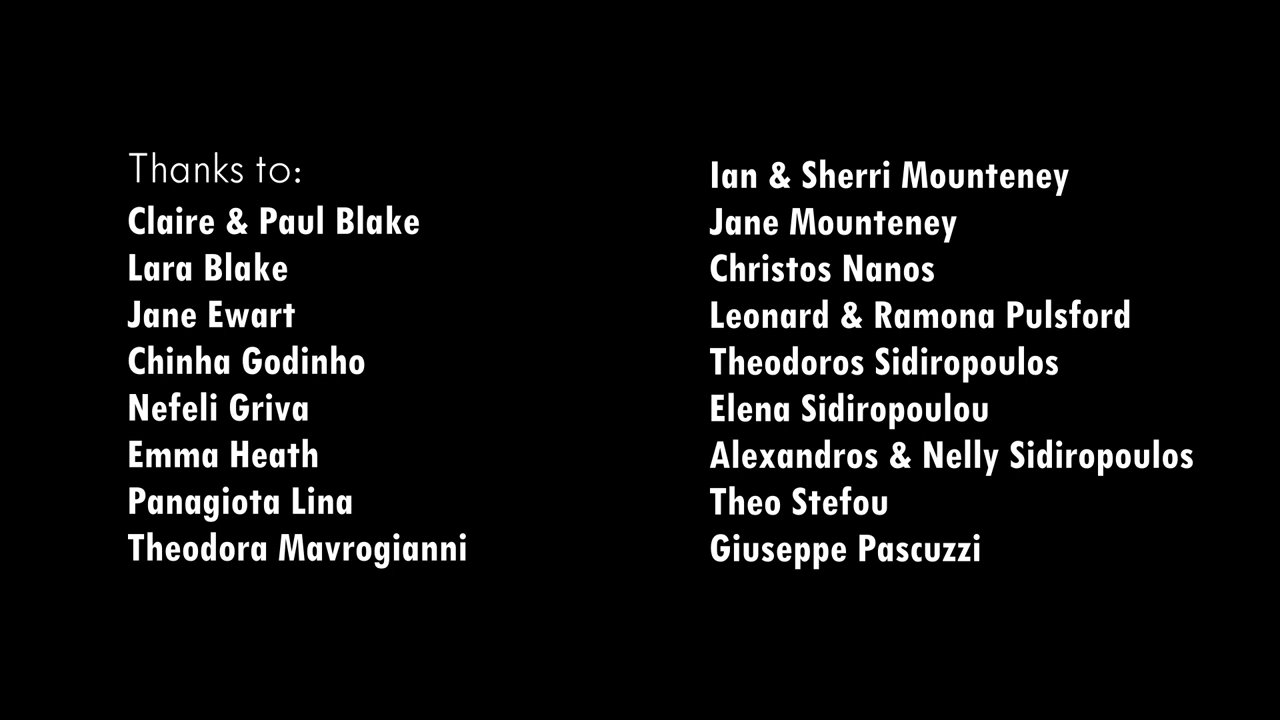 Thanks to:
Claire & Paul Blake
Lara Blake
Jane Ewart
Chinha Godinho
Nefeli Griva
Emma Heath
Panagiota Lina
Theodora Mavrogianni
Ian & Sherri Mounteney
Jane Mounteney
Christos Nanos
Leonard & Ramona Pulsford
Theodoros Sidiropoulos
Elena Sidiropoulou
Alexandros & Nelly Sidiropoulos
Theo Stefou
Giuseppe Pascuzzi